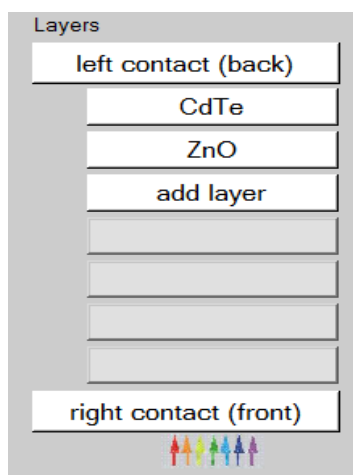 Layers
left contact (back)
CdTe
ZnO
add layer
right contact (front)